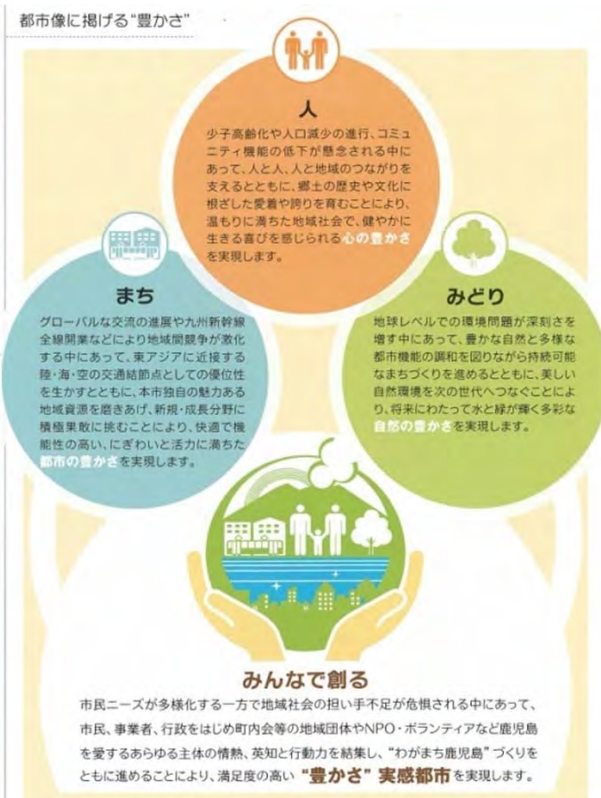 都市像に掲げる“豊かさ”
人
少子高齢化や人口減少の進行、コミュ
ニティ機能の低下が懸念される中に
あって、人と人、人と地域のつながりを
支えるとともに、郷土の歴史や文化に
根ざした愛着や誇りを育むことにより、
温もりに満ちた地域社会で、健やかに
生きる喜びを感じられる心の豊かさ
を実現します。
まち
グローバルな交流の進展や九州新幹線
全線開業などにより地域間競争が激化
する中にあって、東アジアに近接する
陸・海・空の交通結節点としての優位性
を生かすとともに、本市独自の魅力ある
地域資源を磨きあげ、新規・成長分野に
積極果敢に挑むことにより、快適で機
能性の高い、にぎわいと活力に満ちた
都市の豊かさを実現します。
みどり
地球レベルでの環境問題が深刻さを
増す中にあって、豊かな自然と多様な
都市機能の調和を図りながら持続可能
なまちづくりを進めるとともに、美しい
自然環境を次の世代へつなぐことによ
り、将来にわたって水と緑が輝く多彩な
自然の豊かさを実現します。
みんなで創る
市民ニーズが多様化する一方で地域社会の担い手不足が危惧される中にあって、
市民、事業者、行政をはじめ町内会等の地域団体やNPO・ボランティアなど鹿児島
を愛するあらゆる主体の情熱、英知と行動力を結集し、“わがまち鹿児島”づくりを
ともに進めることにより、満足度の高い “豊かさ” 実感都市を実現します。